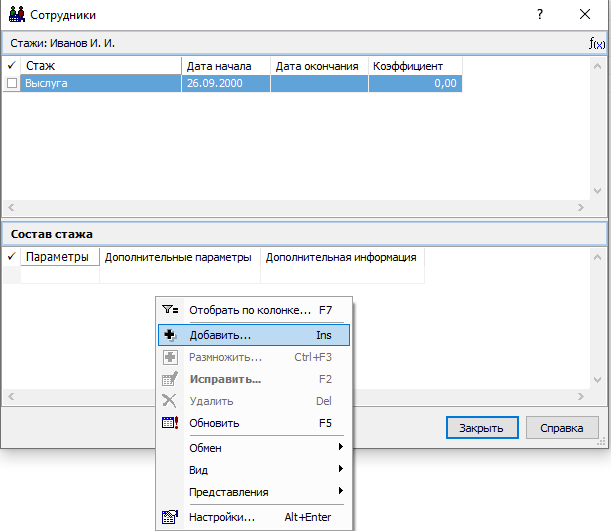 Сотрудники ?
Стажи: Иванов И. И. f(x)
✓ Стаж Дата начала Дата окончания Коэффициент
Выслуга 26.09.2000 0,00
Состав стажа
✓ Параметры Дополнительные параметры Дополнительная информация
Отобрать по колонке... F7
Добавить... Ins
Размножить... Ctrl+F3
Исправить... F2
Удалить Del
Обновить F5
Обмен
Вид
Представления
Настройки... Alt+Enter
Закрыть Справка